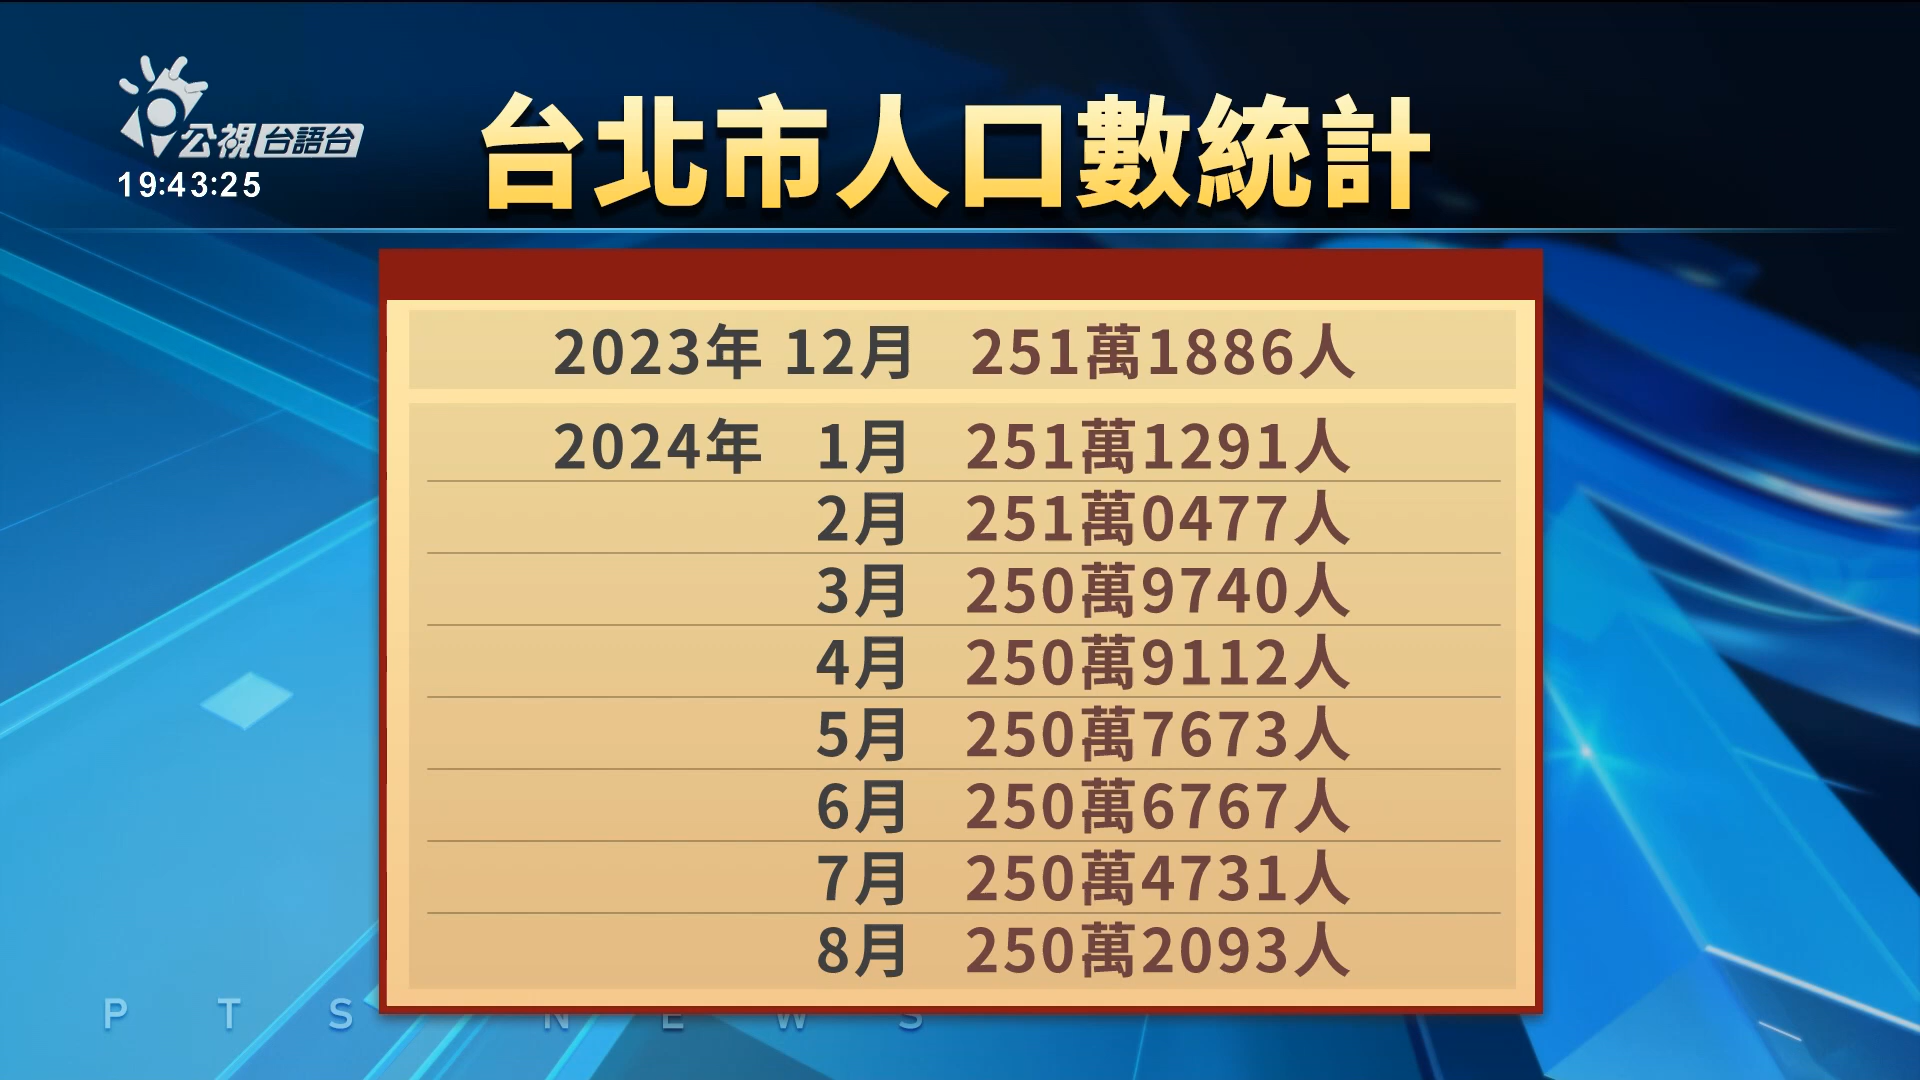 公視台語台
19:43:25
台北市人口數統計
2023年 12月 251萬1886人
2024年 1月 251萬1291人
2月 251萬0477人
3月 250萬9740人
4月 250萬9112人
5月 250萬7673人
6月 250萬6767人
7月 250萬4731人
8月 250萬2093人
PTS NEWS